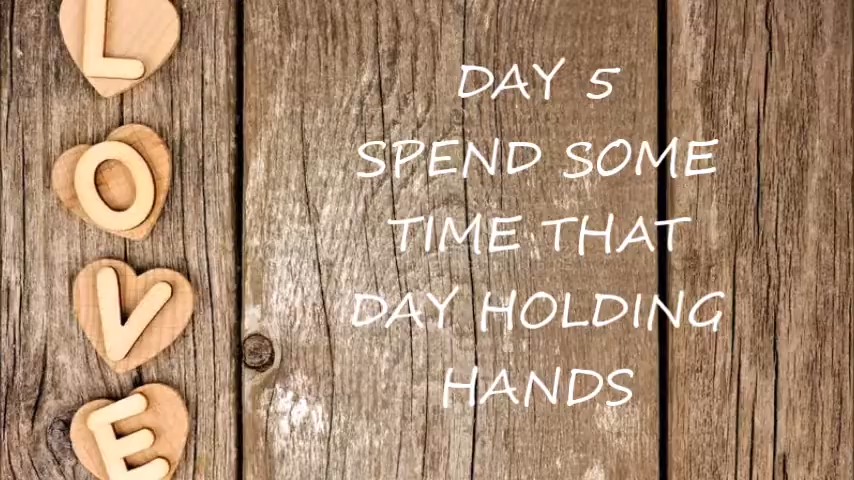 L
O
V
E
DAY 5
SPEND SOME
TIME THAT
DAY HOLDING
HANDS